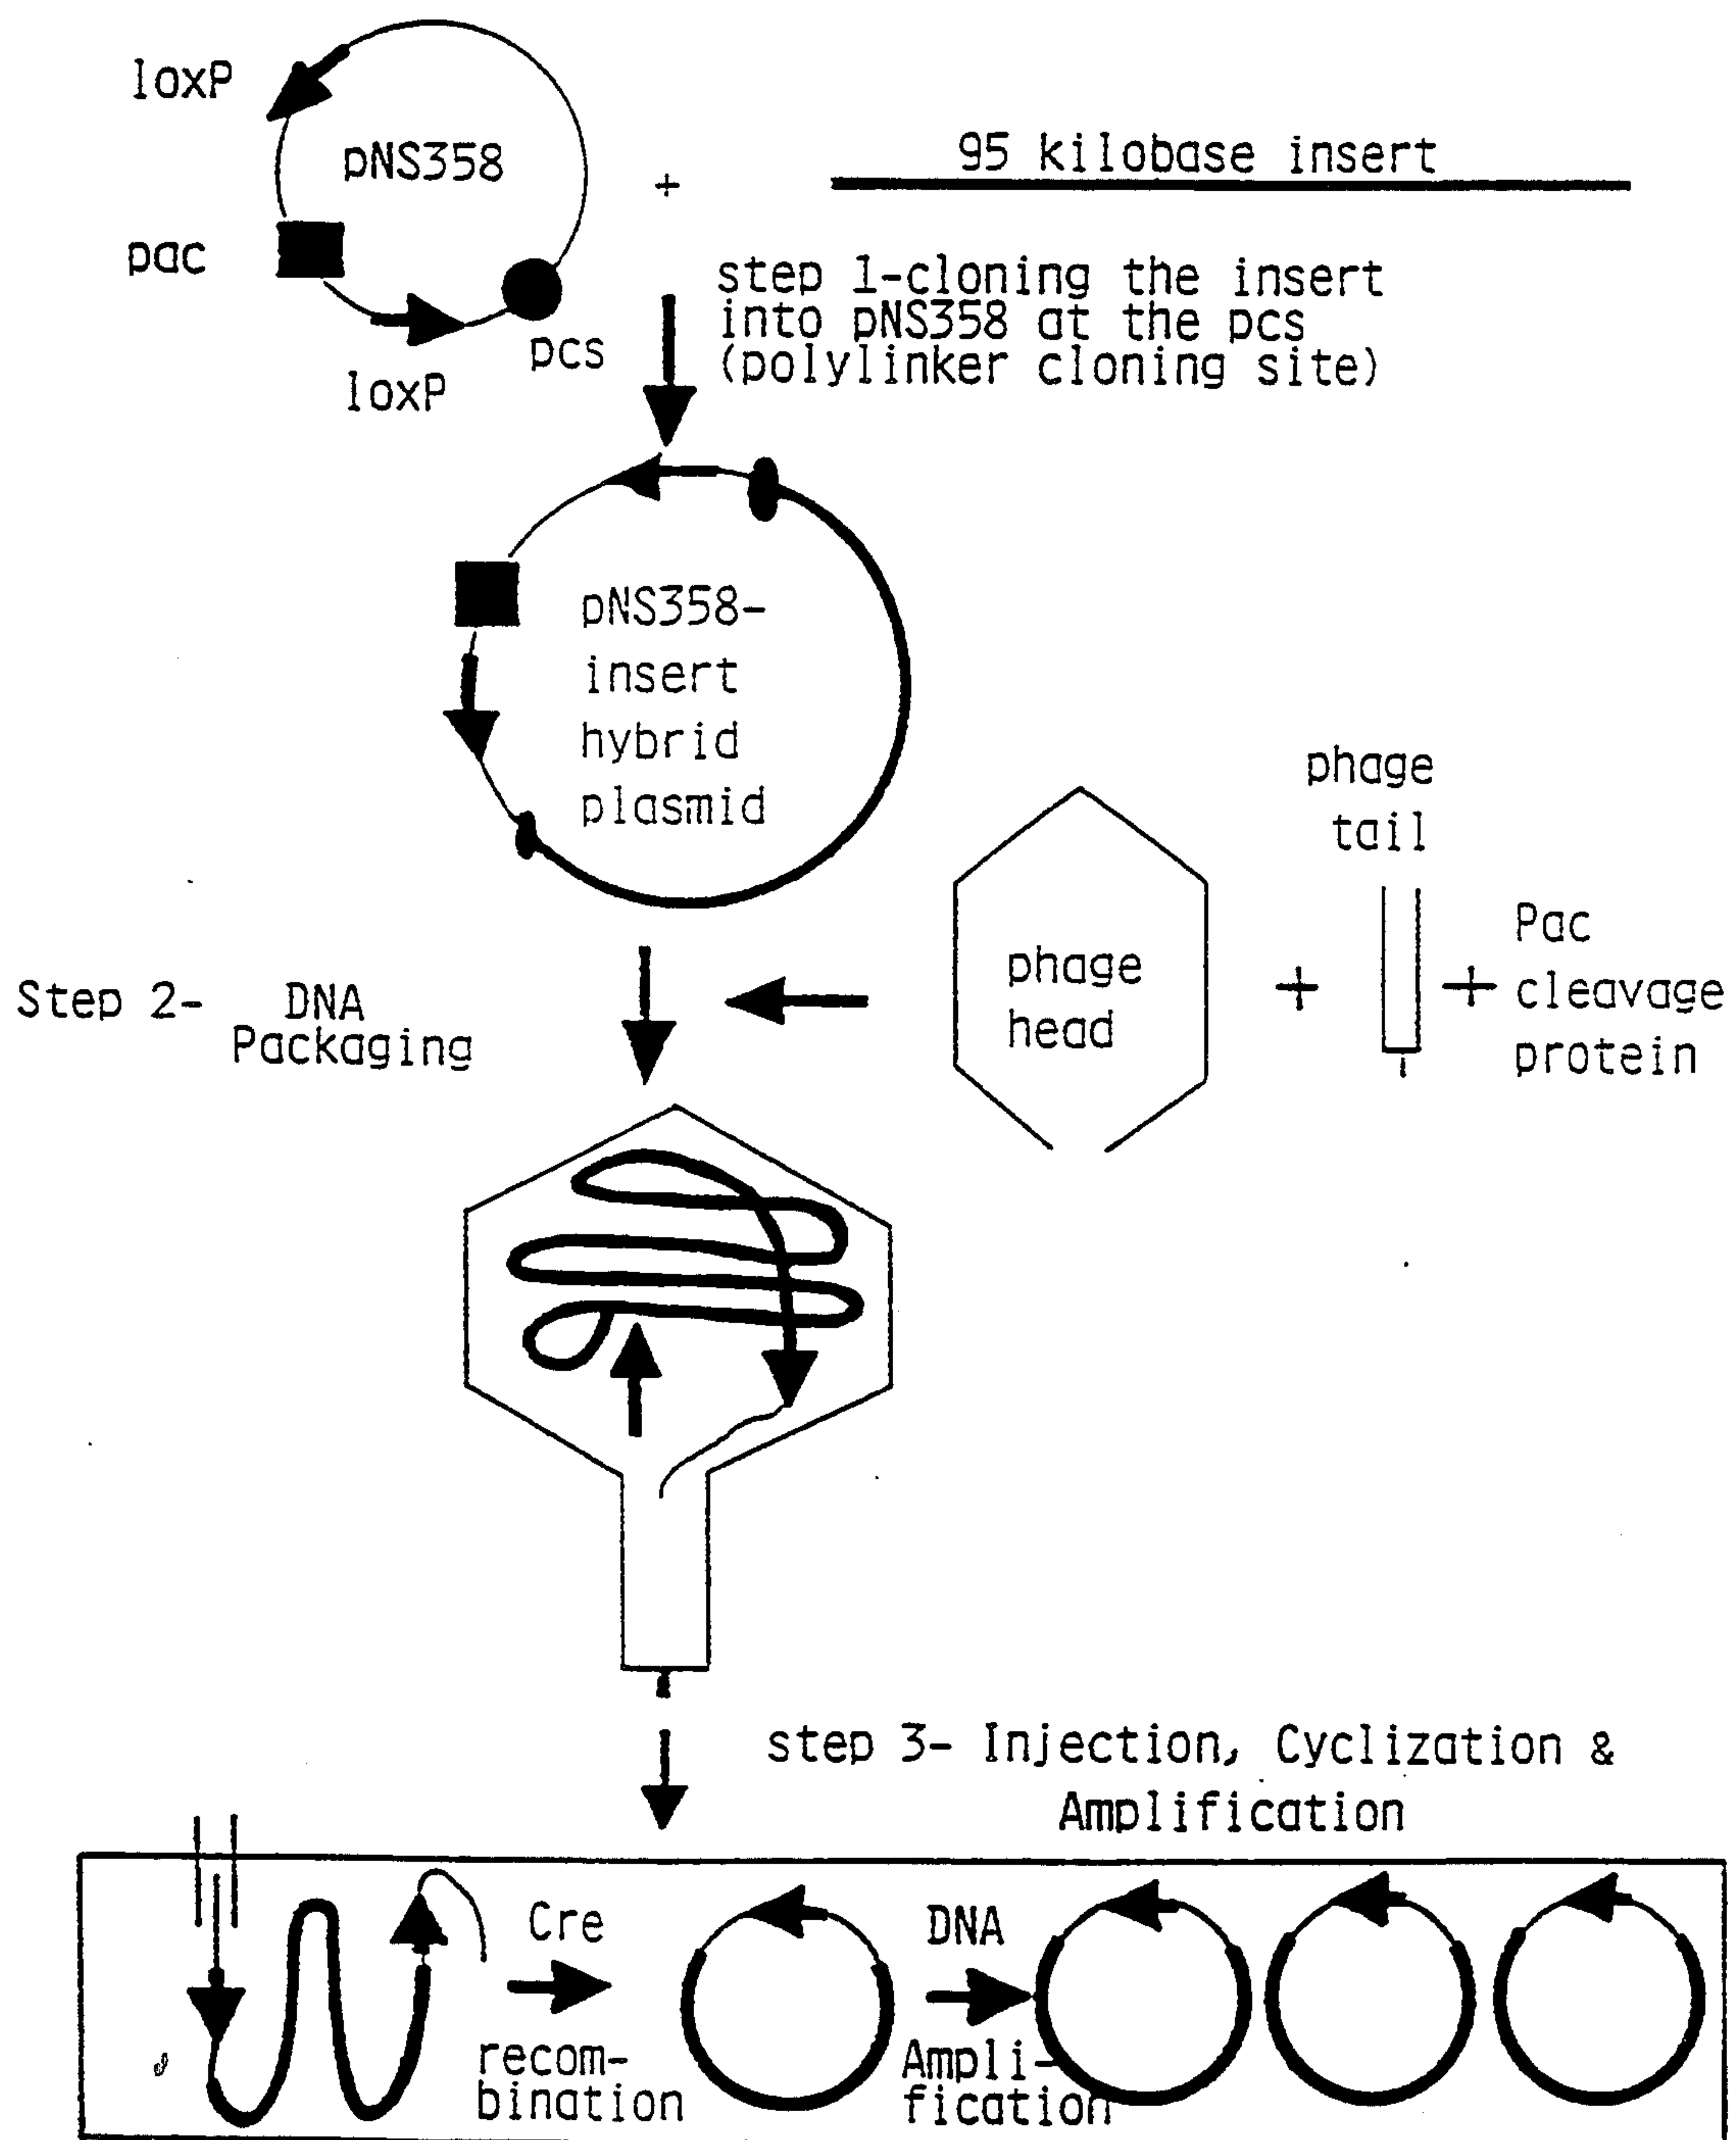 loxP
pNS358
+
95 kilobase insert
pac
step 1-cloning the insert
into pNS358 at the pcs
(polylinker cloning site)
pcs
loxP
pNS358-
insert
hybrid
plasmid
phage
tail
phage
head
+
+
Pac
cleavage
protein
Step 2- DNA
Packaging
step 3- Injection, Cyclization &
Amplification
Cre
recom-
bination
DNA
Ampli-
fication